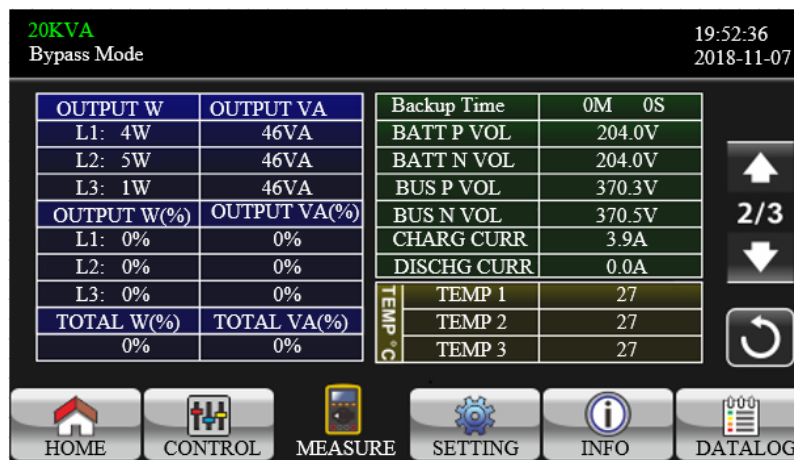 20KVA
Bypass Mode
19:52:36
2018-11-07
OUTPUT W OUTPUT VA
L1: 4W 46VA
L2: 5W 46VA
L3: 1W 46VA
OUTPUT W(%) OUTPUT VA(%)
L1: 0% 0%
L2: 0% 0%
L3: 0% 0%
TOTAL W(%) TOTAL VA(%)
0% 0%
Backup Time 0M 0S
BATT P VOL 204.0V
BATT N VOL 204.0V
BUS P VOL 370.3V
BUS N VOL 370.5V
CHARG CURR 3.9A
DISCHG CURR 0.0A
TEMP °C
TEMP 1 27
TEMP 2 27
TEMP 3 27
2/3
HOME CONTROL MEASURE SETTING INFO DATALOG